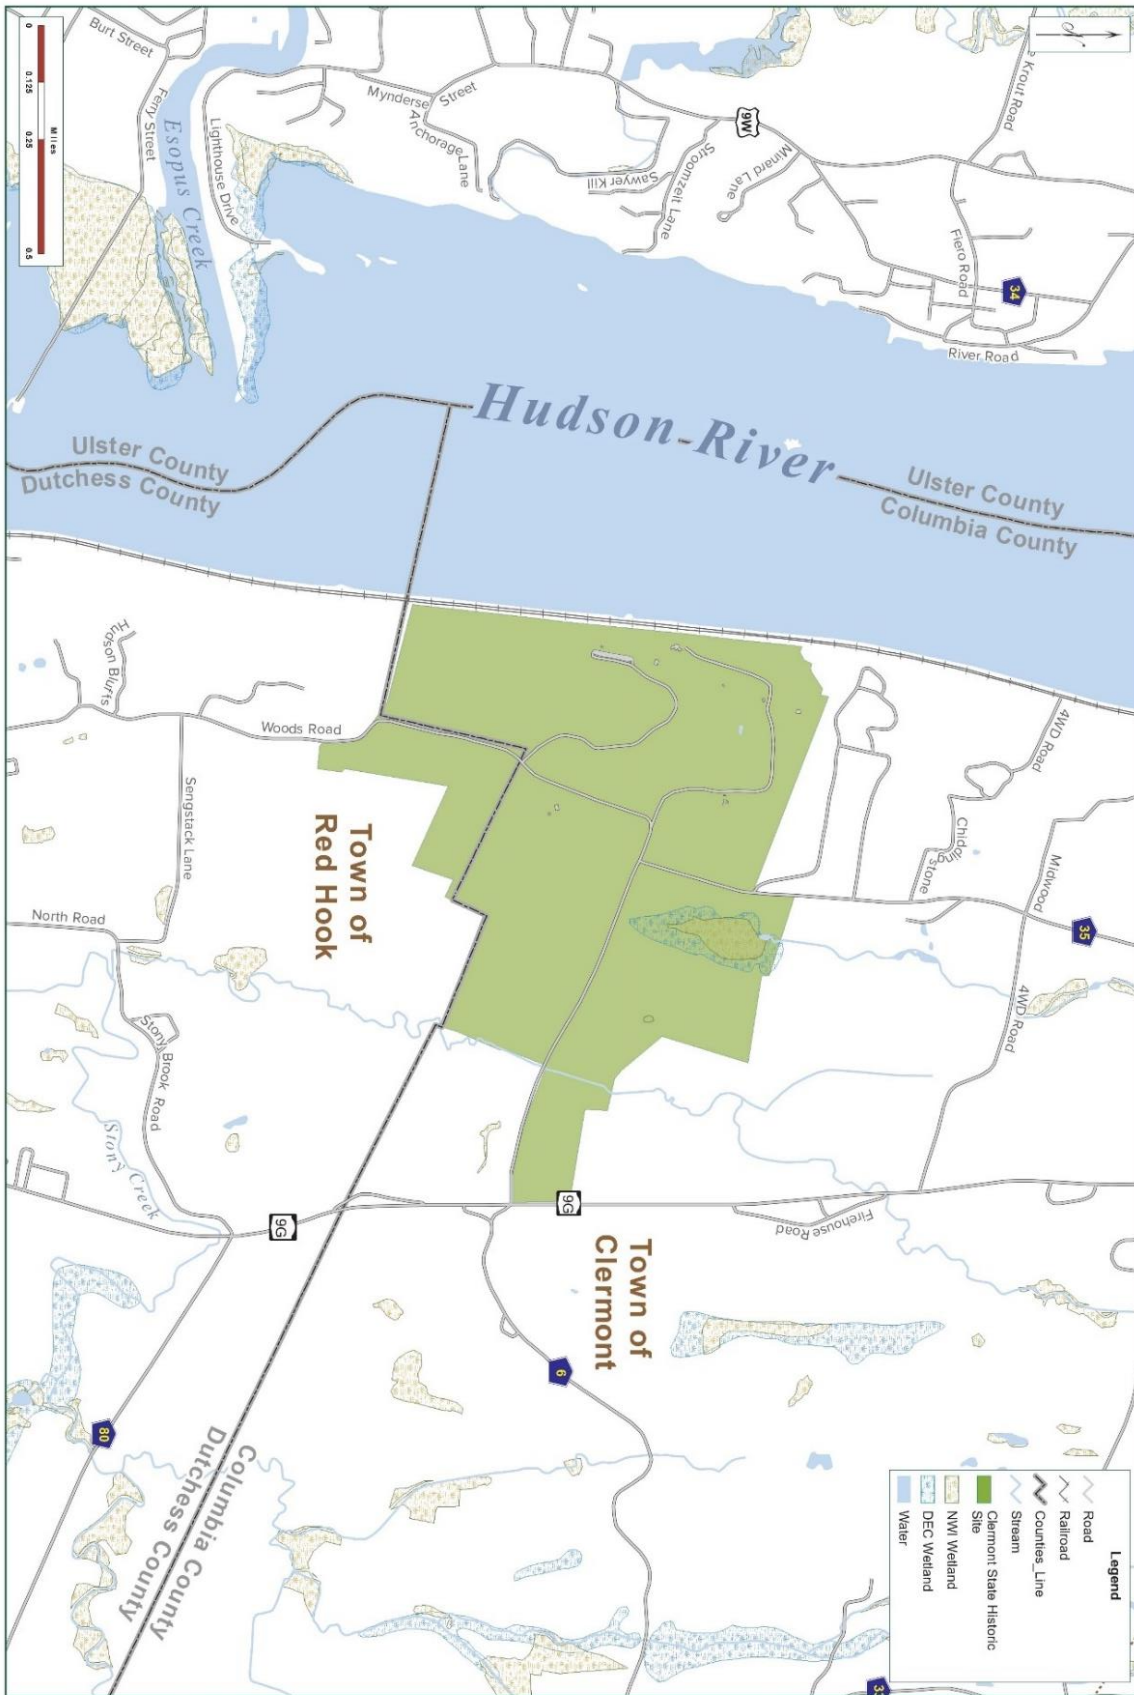 Burt Street
Ferry Street
Esopus Creek
Lighthouse Drive
Mynderse Street
Anchorage Lane
Sawyer Kill
Stroomzeit Lane
9W
Minard Lane
Krout Road
Fiero Road
34
River Road
Miles
0 0.125 0.25 0.5
N
Hudson River
Ulster County
Dutchess County
Ulster County
Columbia County
Hudson Bluffs
Woods Road
Sengstack Lane
North Road
Stony Brook Road
Stony Creek
Town of
Red Hook
4WD Road
Chiddingstone
Midwood
35
4WD Road
9G
9G
Firehouse Road
Town of
Clermont
6
80
Columbia County
Dutchess County
Legend
Road
Railroad
Counties_Line
Stream
Clermont State Historic
Site
NWI Wetland
DEC Wetland
Water